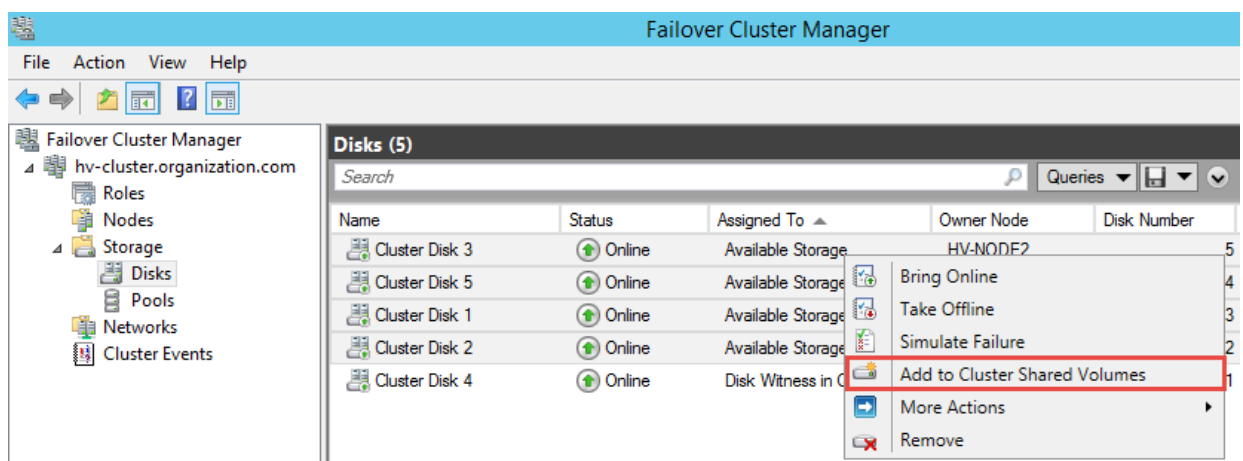 Failover Cluster Manager
File Action View Help
Failover Cluster Manager
hv-cluster.organization.com
Roles
Nodes
Storage
Disks
Pools
Networks
Cluster Events
Disks (5)
Search Queries
Name Status Assigned To Owner Node Disk Number
Cluster Disk 3 Online Available Storage HV-NODE2 5
Cluster Disk 5 Online Available Storage 4
Cluster Disk 1 Online Available Storage 3
Cluster Disk 2 Online Available Storage 2
Cluster Disk 4 Online Disk Witness in 1
Bring Online
Take Offline
Simulate Failure
Add to Cluster Shared Volumes
More Actions
Remove